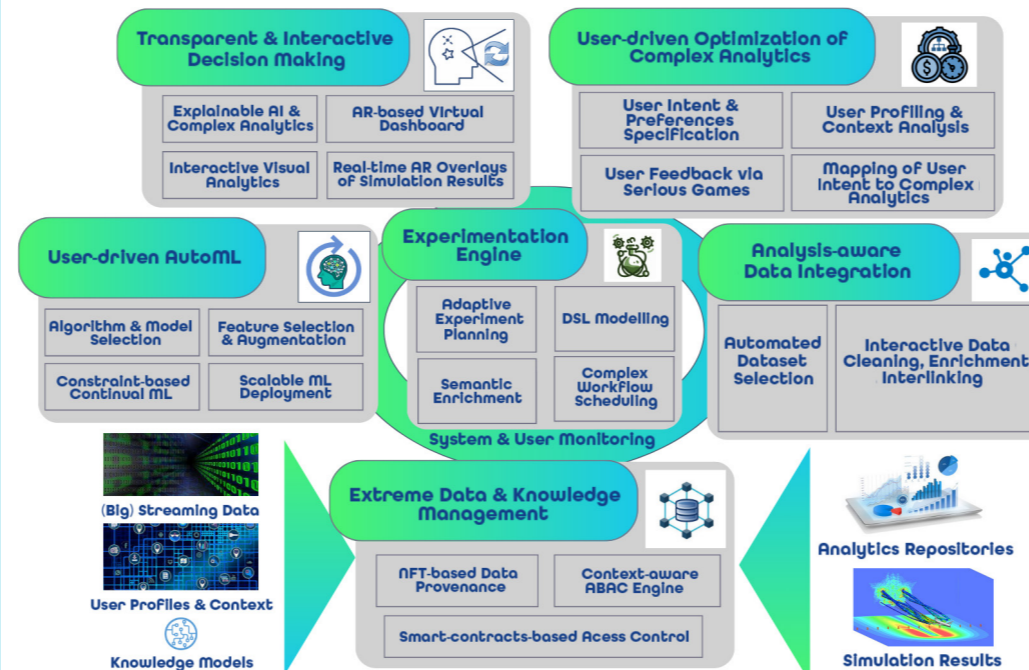 Transparent & Interactive
Decision Making
Explainable AI &
Complex Analytics
AR-based Virtual
Dashboard
Interactive Visual
Analytics
Real-time AR Overlays
of Simulation Results
User-driven Optimization of
Complex Analytics
User Intent &
Preferences
Specification
User Profiling &
Context Analysis
User Feedback via
Serious Games
Mapping of User
Intent to Complex
Analytics
User-driven AutoML
Algorithm & Model
Selection
Feature Selection
& Augmentation
Constraint-based
Continual ML
Scalable ML
Deployment
Experimentation
Engine
Adaptive
Experiment
Planning
DSL Modelling
Semantic
Enrichment
Complex
Workflow
Scheduling
System & User Monitoring
Analysis-aware
Data Integration
Automated
Dataset
Selection
Interactive Data
Cleaning, Enrichment
Interlinking
(Big) Streaming Data
User Profiles & Context
Knowledge Models
Extreme Data & Knowledge
Management
NFT-based Data
Provenance
Context-aware
ABAC Engine
Smart-contracts-based Acess Control
Analytics Repositories
Simulation Results